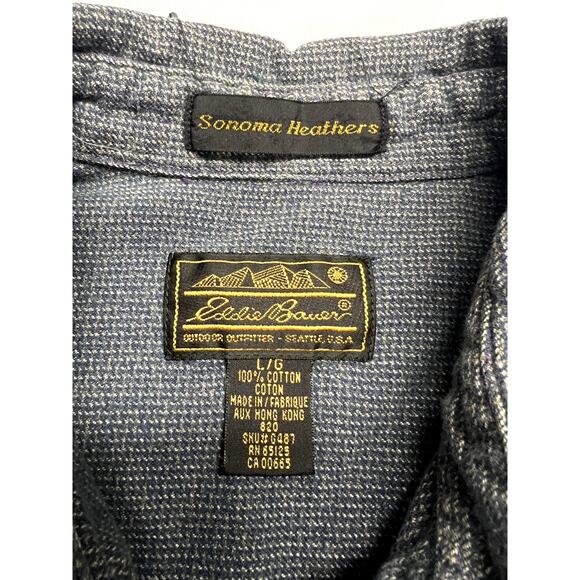 Sonoma Heathers
Eddie Bauer®
OUTDOOR OUTFITTER - SEATTLE, U.S.A.
L/G
100% COTTON
COTON
MADE IN/FABRIQUE
AUX HONG KONG
820
SKU# G487
RN 65125
CA 00665